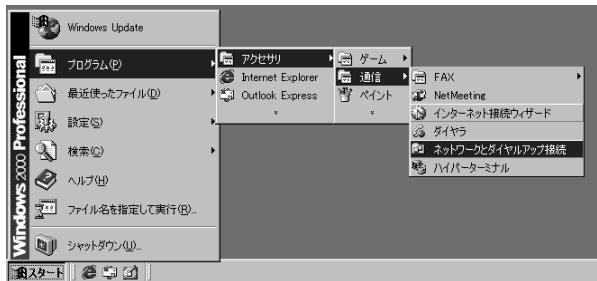 Windows 2000 Professional
Windows Update
プログラム(P)
最近使ったファイル(D)
設定(S)
検索(C)
ヘルプ(H)
ファイル名を指定して実行(R)...
シャットダウン(U)...
アクセサリ
Internet Explorer
Outlook Express
ゲーム
通信
ペイント
FAX
NetMeeting
インターネット接続ウィザード
ダイヤラ
ネットワークとダイヤルアップ接続
ハイパーターミナル
スタート